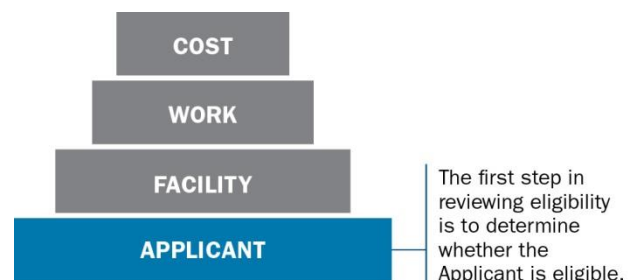 COST
WORK
FACILITY
APPLICANT
The first step in
reviewing eligibility
is to determine
whether the
Applicant is eligible.